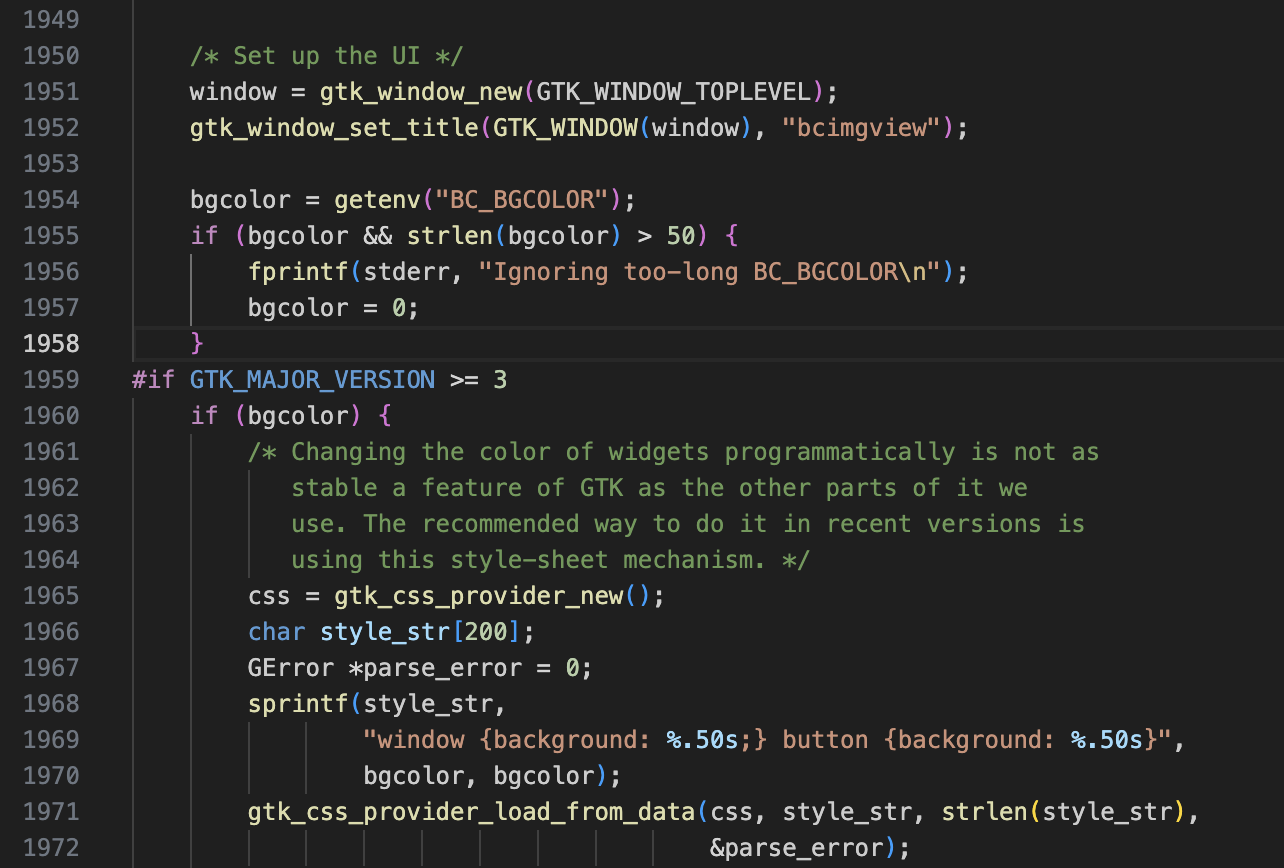 1949
1950 /* Set up the UI */
1951 window = gtk_window_new(GTK_WINDOW_TOPLEVEL);
1952 gtk_window_set_title(GTK_WINDOW(window), "bcimgview");
1953
1954 bgcolor = getenv("BC_BGCOLOR");
1955 if (bgcolor && strlen(bgcolor) > 50) {
1956 fprintf(stderr, "Ignoring too-long BC_BGCOLOR\n");
1957 bgcolor = 0;
1958 }
1959 #if GTK_MAJOR_VERSION >= 3
1960 if (bgcolor) {
1961 /* Changing the color of widgets programmatically is not as
1962 stable a feature of GTK as the other parts of it we
1963 use. The recommended way to do it in recent versions is
1964 using this style-sheet mechanism. */
1965 css = gtk_css_provider_new();
1966 char style_str[200];
1967 GError *parse_error = 0;
1968 sprintf(style_str,
1969 "window {background: %.50s;} button {background: %.50s}",
1970 bgcolor, bgcolor);
1971 gtk_css_provider_load_from_data(css, style_str, strlen(style_str),
1972 &parse_error);